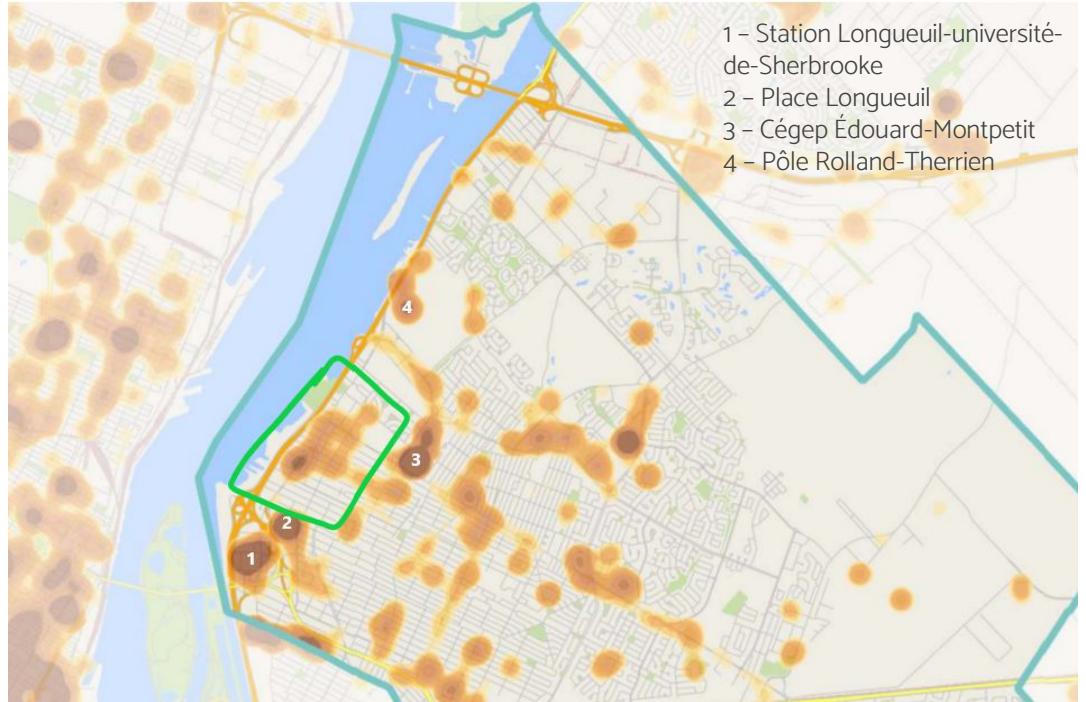 1 – Station Longueuil-université-
de-Sherbrooke
2 – Place Longueuil
3 – Cégep Édouard-Montpetit
4 – Pôle Rolland-Therrien
4
3
2
1